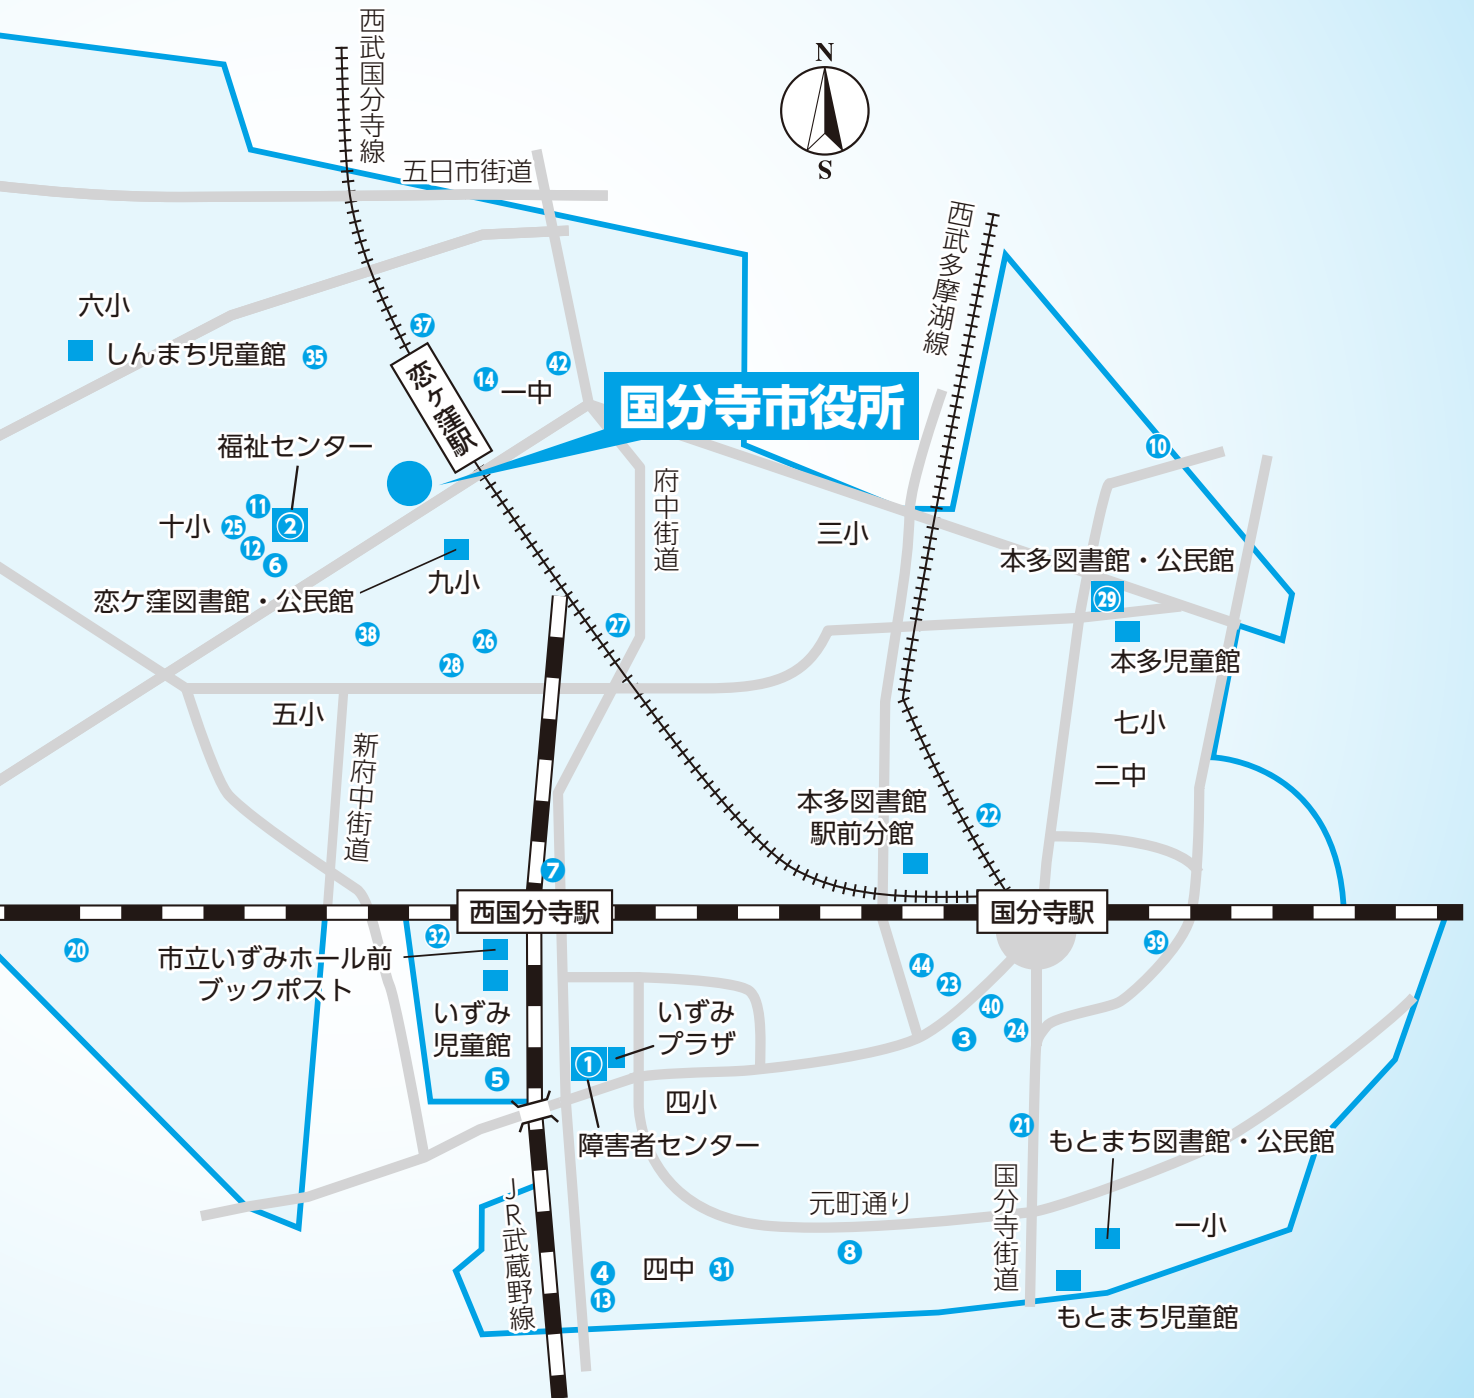 西武国分寺線
N
S
五日市街道
西武多摩湖線
六小
しんまち児童館
35
37
14
一中
42
恋ヶ窪駅
国分寺市役所
10
福祉センター
11
十小
25
2
12
6
恋ケ窪図書館・公民館
九小
府中街道
三小
本多図書館・公民館
29
本多児童館
38
26
28
27
五小
新府中街道
七小
二中
本多図書館
駅前分館
22
7
西国分寺駅
国分寺駅
20
32
市立いずみホール前
ブックポスト
いずみ
児童館
5
いずみ
プラザ
1
四小
障害者センター
44
23
40
3
24
39
21
もとまち図書館・公民館
JR武蔵野線
元町通り
国分寺街道
一小
8
四中
31
4
13
もとまち児童館